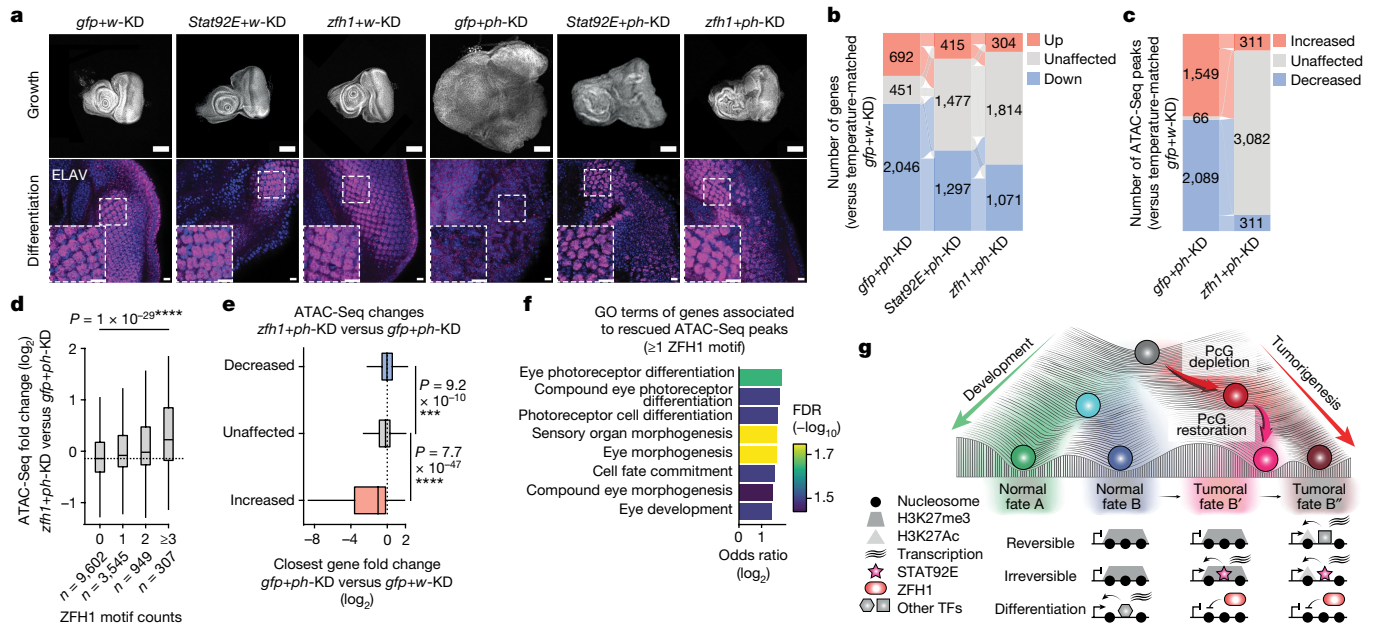 a
gfp+w-KD
Stat92E+w-KD
zfh1+w-KD
gfp+ph-KD
Stat92E+ph-KD
zfh1+ph-KD
Growth
Differentiation
ELAV
b
Number of genes
(versus temperature-matched
gfp+w-KD)
692
451
2,046
415
1,477
1,297
304
1,814
1,071
Up
Unaffected
Down
gfp+ph-KD
Stat92E+ph-KD
zfh1+ph-KD
c
Number of ATAC-Seq peaks
(versus temperature-matched
gfp+w-KD)
1,549
66
2,089
311
3,082
311
Increased
Unaffected
Decreased
gfp+ph-KD
zfh1+ph-KD
d
P = 1 × 10⁻²⁹****
ATAC-Seq fold change (log₂)
zfh1+ph-KD versus gfp+ph-KD
2
1
0
−1
0
1
2
≥3
n = 9,602
n = 3,545
n = 949
n = 307
ZFH1 motif counts
e
ATAC-Seq changes
zfh1+ph-KD versus gfp+ph-KD
Decreased
Unaffected
Increased
P = 9.2
× 10⁻¹⁰
***
P = 7.7
× 10⁻⁴⁷
****
−8
−4
0
2
Closest gene fold change
gfp+ph-KD versus gfp+w-KD
(log₂)
f
GO terms of genes associated
to rescued ATAC-Seq peaks
(≥1 ZFH1 motif)
Eye photoreceptor differentiation
Compound eye photoreceptor
differentiation
Photoreceptor cell differentiation
Sensory organ morphogenesis
Eye morphogenesis
Cell fate commitment
Compound eye morphogenesis
Eye development
0
1
Odds ratio
(log₂)
FDR
(−log₁₀)
1.7
1.5
g
Development
PcG
depletion
Tumorigenesis
PcG
restoration
Normal
fate A
Normal
fate B
Tumoral
fate B′
Tumoral
fate B″
Nucleosome
H3K27me3
H3K27Ac
Transcription
STAT92E
ZFH1
Other TFs
Reversible
Irreversible
Differentiation